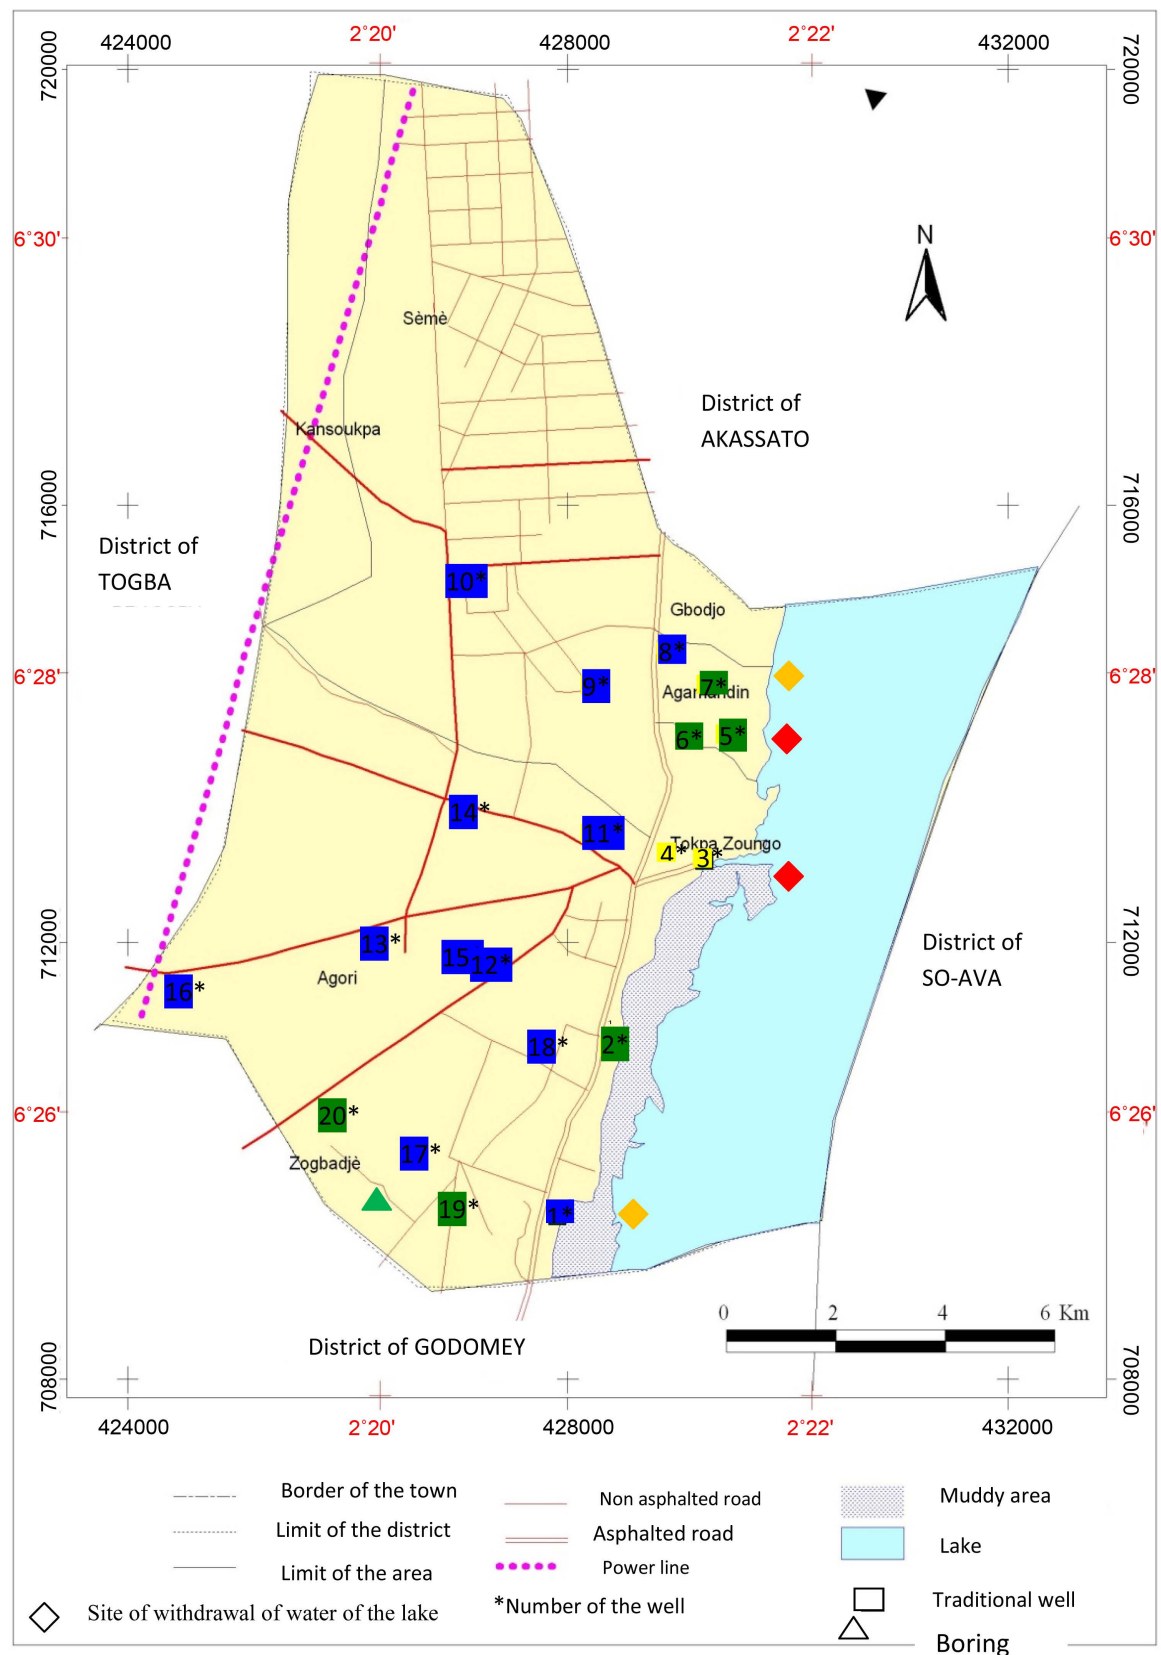 424000
2°20'
428000
2°22'
432000
720000
720000
6°30'
6°30'
N
Sèmè
District of
AKASSATO
Kansoukpa
716000
716000
District of
TOGBA
10*
Gbodjo
8*
6°28'
6°28'
9*
7*
6*
5*
14*
11*
Tokpa Zoungo
4*
3*
712000
712000
13*
15
12*
District of
SO-AVA
Agori
16*
18*
2*
6°26'
6°26'
20*
17*
Zogbadjè
19*
1*
0 2 4 6 Km
District of GODOMEY
708000
708000
424000
2°20'
428000
2°22'
432000
Border of the town
Non asphalted road
Muddy area
Limit of the district
Asphalted road
Lake
Limit of the area
Power line
Traditional well
Site of withdrawal of water of the lake
*Number of the well
Boring